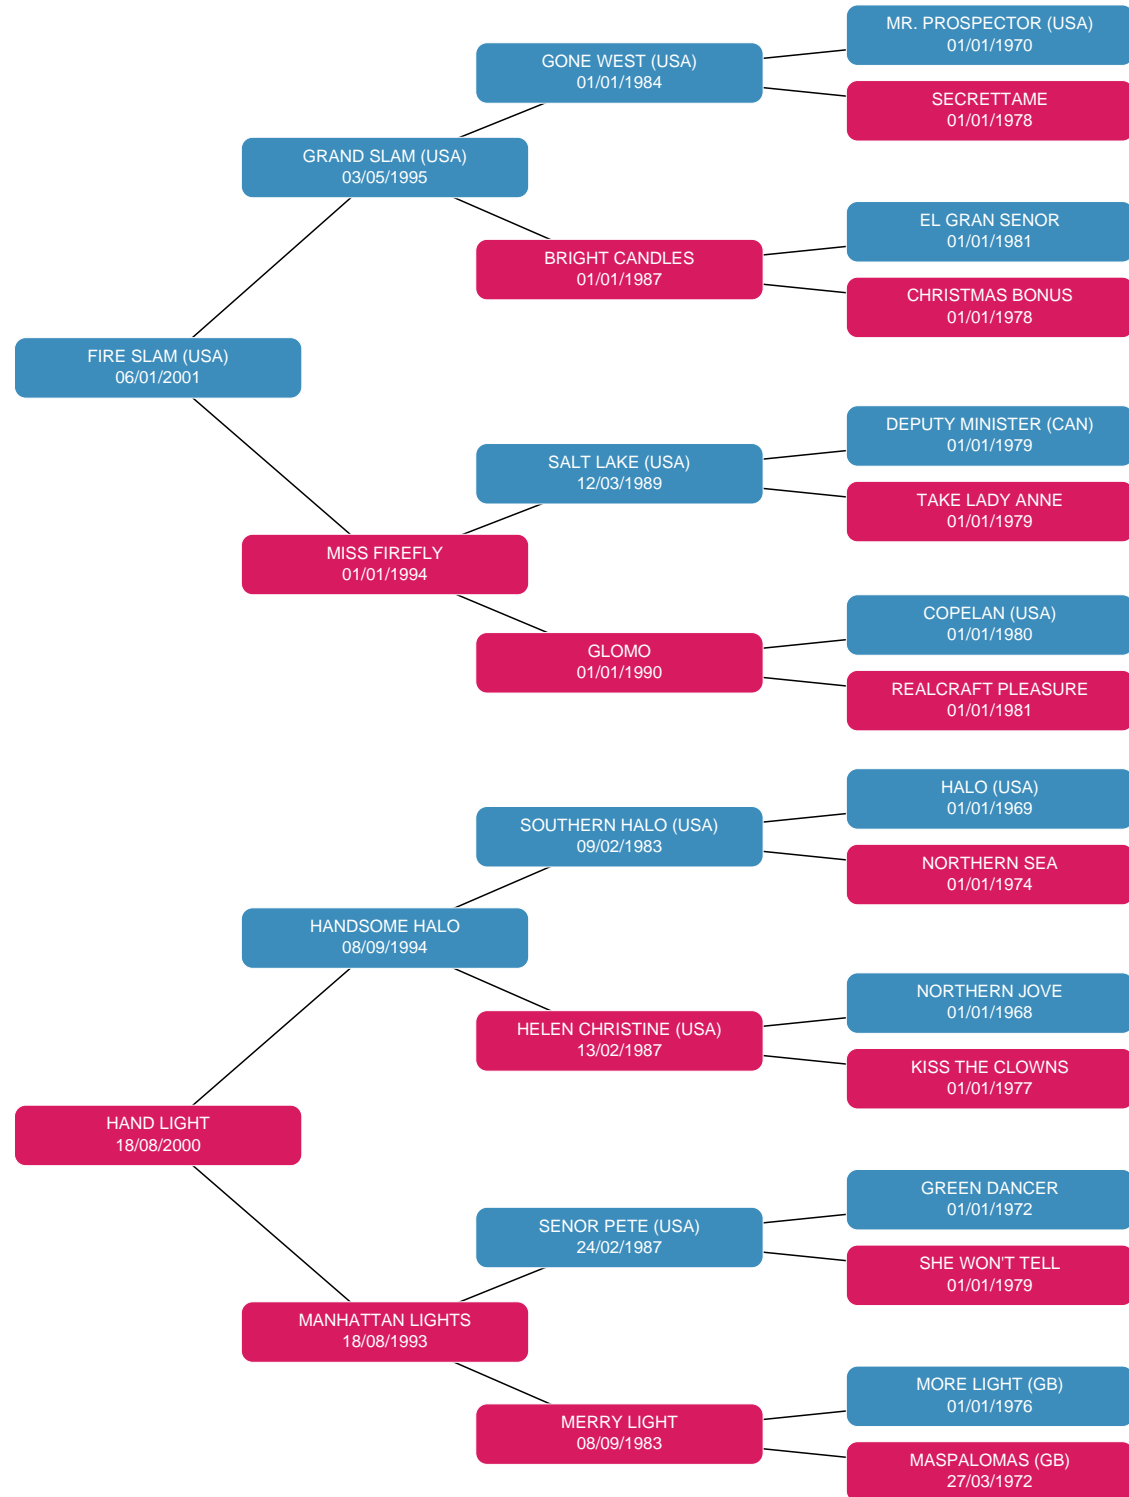 MR. PROSPECTOR (USA)
01/01/1970
GONE WEST (USA)
01/01/1984
SECRETTAME
01/01/1978
GRAND SLAM (USA)
03/05/1995
EL GRAN SENOR
01/01/1981
BRIGHT CANDLES
01/01/1987
CHRISTMAS BONUS
01/01/1978
FIRE SLAM (USA)
06/01/2001
DEPUTY MINISTER (CAN)
01/01/1979
SALT LAKE (USA)
12/03/1989
TAKE LADY ANNE
01/01/1979
MISS FIREFLY
01/01/1994
COPELAN (USA)
01/01/1980
GLOMO
01/01/1990
REALCRAFT PLEASURE
01/01/1981
HALO (USA)
01/01/1969
SOUTHERN HALO (USA)
09/02/1983
NORTHERN SEA
01/01/1974
HANDSOME HALO
08/09/1994
NORTHERN JOVE
01/01/1968
HELEN CHRISTINE (USA)
13/02/1987
KISS THE CLOWNS
01/01/1977
HAND LIGHT
18/08/2000
GREEN DANCER
01/01/1972
SENOR PETE (USA)
24/02/1987
SHE WON'T TELL
01/01/1979
MANHATTAN LIGHTS
18/08/1993
MORE LIGHT (GB)
01/01/1976
MERRY LIGHT
08/09/1983
MASPALOMAS (GB)
27/03/1972